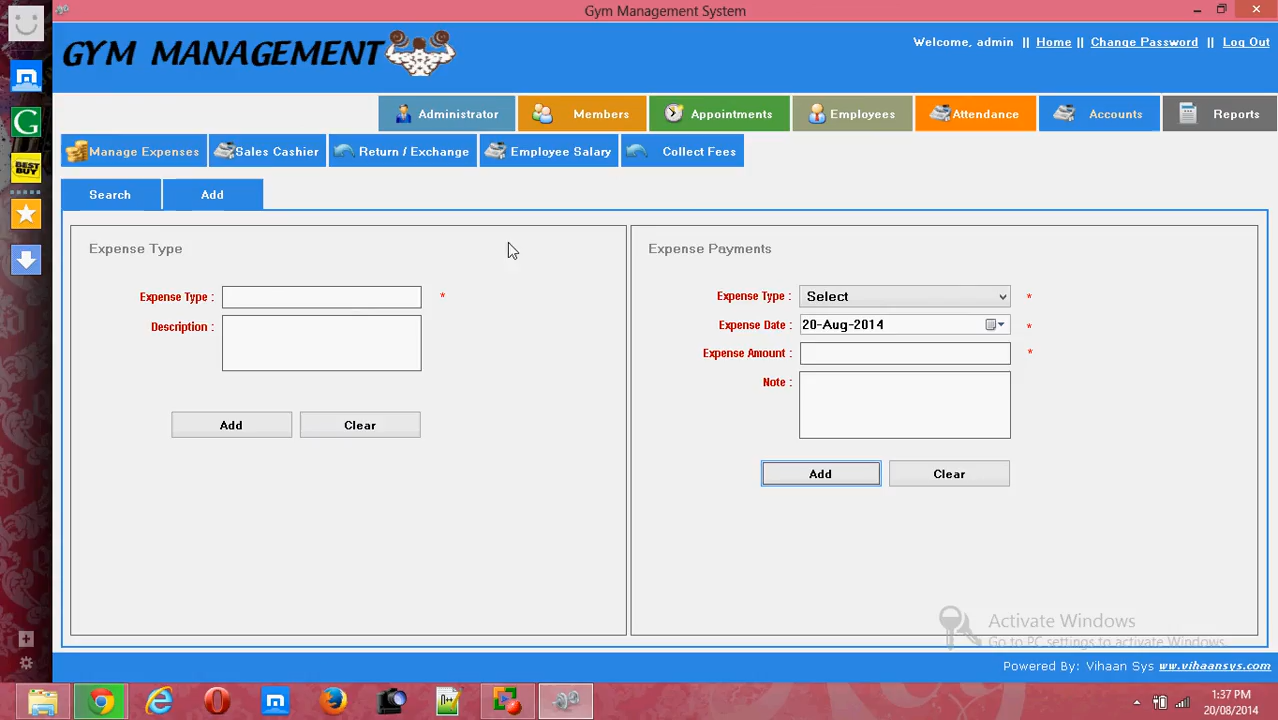 Gym Management System
GYM MANAGEMENT
Welcome, admin || Home || Change Password || Log Out
Administrator Members Appointments Employees Attendance Accounts Reports
Manage Expenses Sales Cashier Return / Exchange Employee Salary Collect Fees
Search Add
Expense Type
Expense Type : *
Description :
Add Clear
Expense Payments
Expense Type : Select *
Expense Date : 20-Aug-2014 *
Expense Amount : *
Note :
Add Clear
Activate Windows
Go to PC settings to activate Windows.
Powered By: Vihaan Sys www.vihaansys.com
G
BEST BUY
1:37 PM
20/08/2014